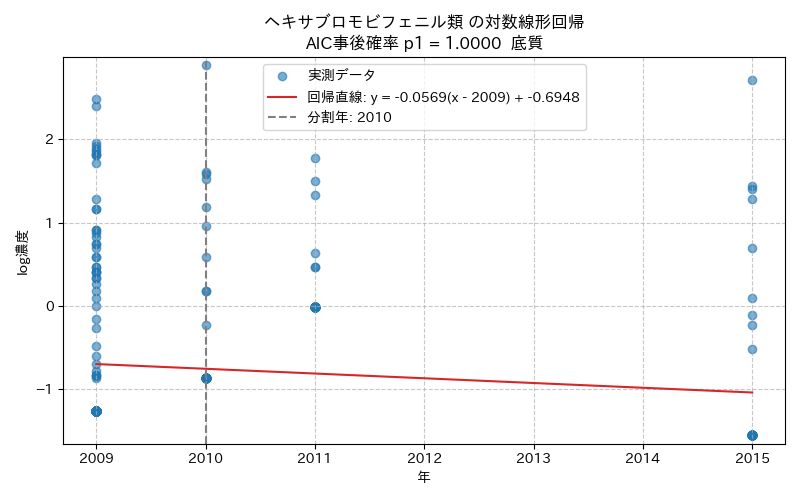 ヘキサブロモビフェニル類 の対数線形回帰
AIC事後確率 p1 = 1.0000  底質
実測データ
回帰直線: y = -0.0569(x - 2009) + -0.6948
分割年: 2010
log濃度
2
1
0
−1
2009 2010 2011 2012 2013 2014 2015
年